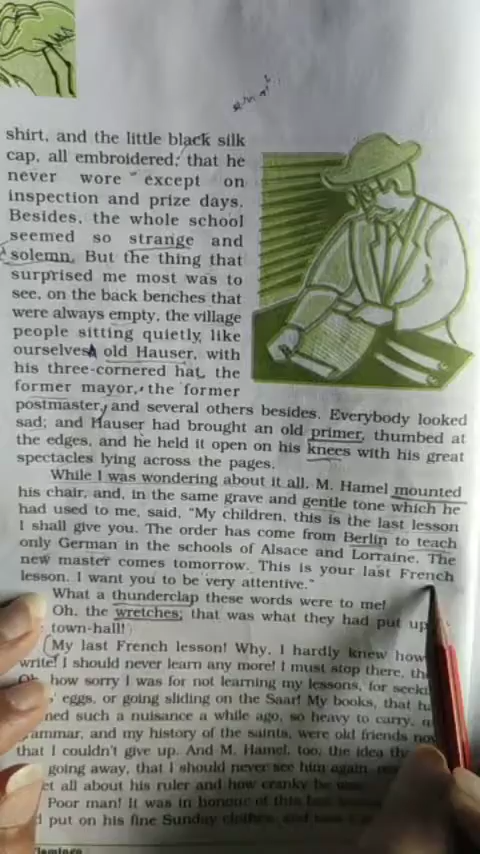 shirt, and the little black silk
cap, all embroidered, that he
never wore except on
inspection and prize days.
Besides, the whole school
seemed so strange and
solemn. But the thing that
surprised me most was to
see, on the back benches that
were always empty, the village
people sitting quietly like
ourselves; old Hauser, with
his three-cornered hat, the
former mayor, the former
postmaster, and several others besides. Everybody looked
sad; and Hauser had brought an old primer, thumbed at
the edges, and he held it open on his knees with his great
spectacles lying across the pages.
While I was wondering about it all, M. Hamel mounted
his chair, and, in the same grave and gentle tone which he
had used to me, said, “My children, this is the last lesson
I shall give you. The order has come from Berlin to teach
only German in the schools of Alsace and Lorraine. The
new master comes tomorrow. This is your last French
lesson. I want you to be very attentive.”
What a thunderclap these words were to me!
Oh, the wretches; that was what they had put up
town-hall!
My last French lesson! Why, I hardly knew how
write! I should never learn any more! I must stop there,
how sorry I was for not learning my lessons, for
eggs, or going sliding on the Saar! My books, that
such a nuisance a while ago, so heavy to carry,
and my history of the saints, were old friends
that I couldn't give up. And M. Hamel, too; the idea
going away, that I should never see him again
all about his ruler and how cranky he
Poor man! It was in honour of this
put on his fine Sunday clothes, and
Flamingo